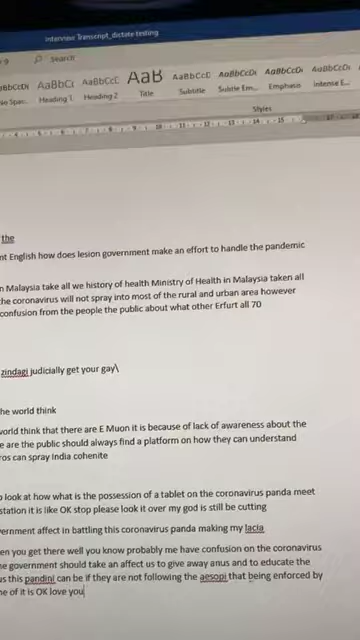 Interview Transcript_dictate testing
Search
AaBbCcDı AaBbCc AaBbCcD AaB AaBbCcD AaBbCcDı AaBbCcDı AaBbCcDı
No Spac... Heading 1 Heading 2 Title Subtitle Subtle Em... Emphasis Intense E...
Styles
the
nt English how does lesion government make an effort to handle the pandemic
n Malaysia take all we history of health Ministry of Health in Malaysia taken all
he coronavirus will not spray into most of the rural and urban area however
confusion from the people the public about what other Erfurt all 70
zindagi judicially get your gay\
he world think
world think that there are E Muon it is because of lack of awareness about the
e are the public should always find a platform on how they can understand
ros can spray India cohenite
o look at how what is the possession of a tablet on the coronavirus panda meet
station it is like OK stop please look it over my god is still be cutting
vernment affect in battling this coronavirus panda making my lacia
en you get there well you know probably me have confusion on the coronavirus
e government should take an affect us to give away anus and to educate the
us this pandini can be if they are not following the aesopi that being enforced by
ne of it is OK love you